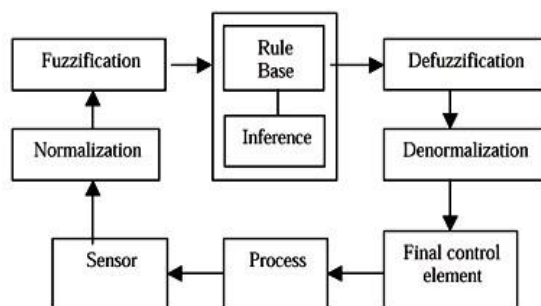 Fuzzification
Rule
Base
Defuzzification
Normalization
Inference
Denormalization
Sensor
Process
Final control
element